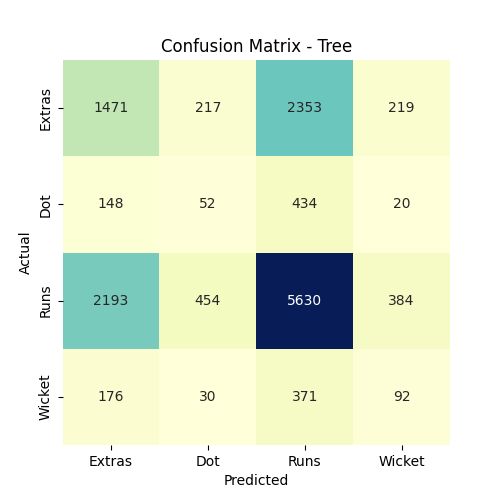 Confusion Matrix - Tree
Extras 1471 217 2353 219
Dot 148 52 434 20
Actual
Runs 2193 454 5630 384
Wicket 176 30 371 92
Extras Dot Runs Wicket
Predicted